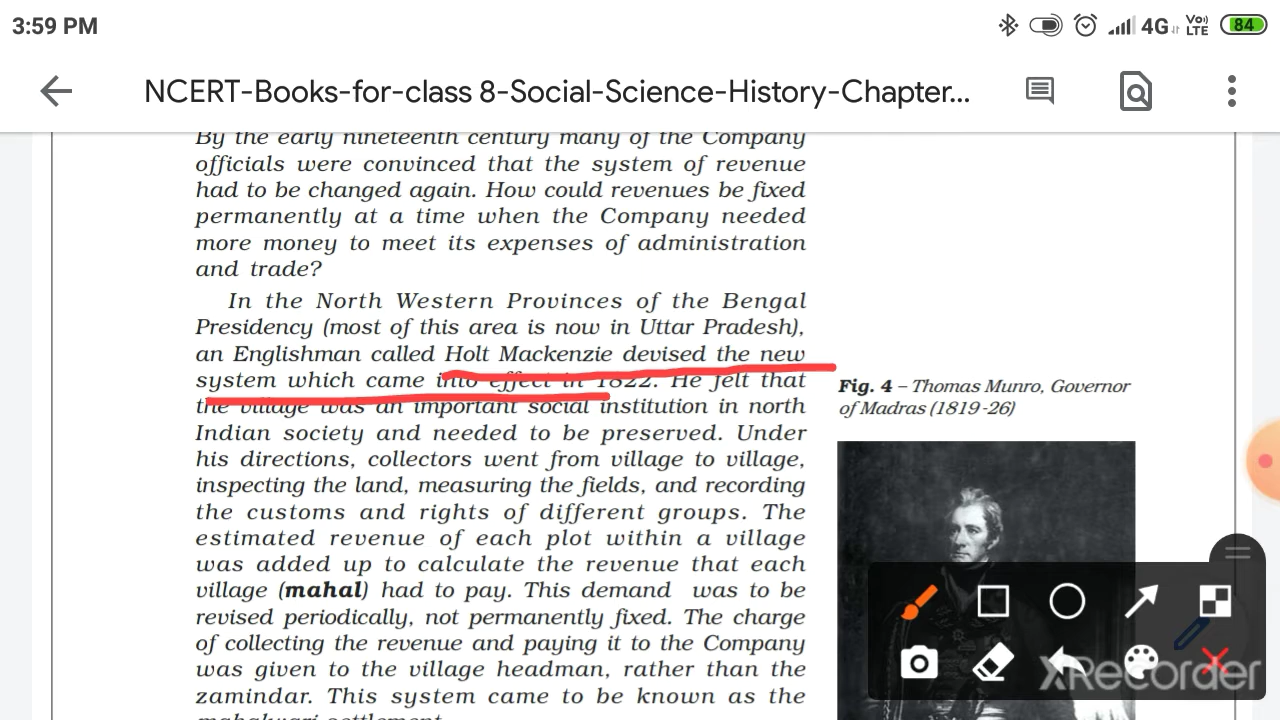 3:59 PM
4G
Vo)) LTE
84
NCERT-Books-for-class 8-Social-Science-History-Chapter...
By the early nineteenth century many of the Company
officials were convinced that the system of revenue
had to be changed again. How could revenues be fixed
permanently at a time when the Company needed
more money to meet its expenses of administration
and trade?
In the North Western Provinces of the Bengal
Presidency (most of this area is now in Uttar Pradesh),
an Englishman called Holt Mackenzie devised the new
system which came into effect in 1822. He felt that
the village was an important social institution in north
Indian society and needed to be preserved. Under
his directions, collectors went from village to village,
inspecting the land, measuring the fields, and recording
the customs and rights of different groups. The
estimated revenue of each plot within a village
was added up to calculate the revenue that each
village (mahal) had to pay. This demand was to be
revised periodically, not permanently fixed. The charge
of collecting the revenue and paying it to the Company
was given to the village headman, rather than the
zamindar. This system came to be known as the
mahalwari settlement.
Fig. 4 – Thomas Munro, Governor
of Madras (1819-26)
XRecorder